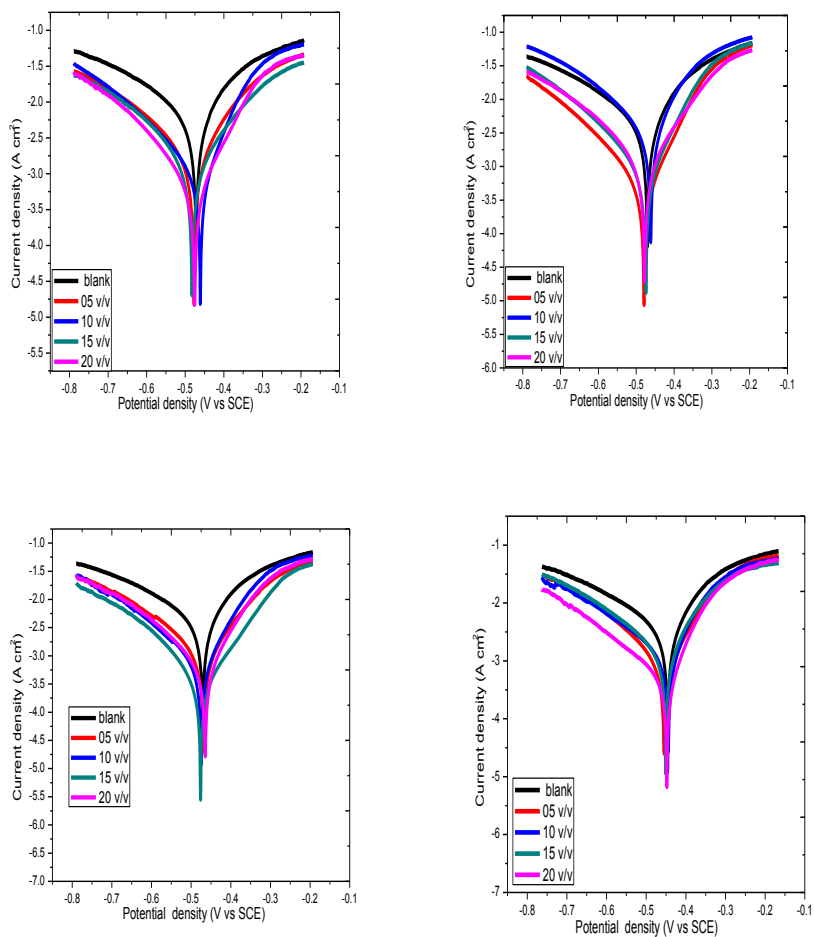 Current density (A cm²)
-1.0
-1.5
-2.0
-2.5
-3.0
-3.5
-4.0
-4.5
-5.0
-5.5
blank
05 v/v
10 v/v
15 v/v
20 v/v
-0.8 -0.7 -0.6 -0.5 -0.4 -0.3 -0.2 -0.1
Potential density (V vs SCE)
Current density (A cm²)
-1.0
-1.5
-2.0
-2.5
-3.0
-3.5
-4.0
-4.5
-5.0
-5.5
-6.0
blank
05 v/v
10 v/v
15 v/v
20 v/v
-0.8 -0.7 -0.6 -0.5 -0.4 -0.3 -0.2 -0.1
Potential density (V vs SCE)
Current density (A cm²)
-1.0
-1.5
-2.0
-2.5
-3.0
-3.5
-4.0
-4.5
-5.0
-5.5
-6.0
-6.5
-7.0
blank
05 v/v
10 v/v
15 v/v
20 v/v
-0.8 -0.7 -0.6 -0.5 -0.4 -0.3 -0.2 -0.1
Potential density (V vs SCE)
Current density (A cm²)
-1
-2
-3
-4
-5
-6
-7
blank
05 v/v
10 v/v
15 v/v
20 v/v
-0.8 -0.7 -0.6 -0.5 -0.4 -0.3 -0.2 -0.1
Potential density (V vs SCE)